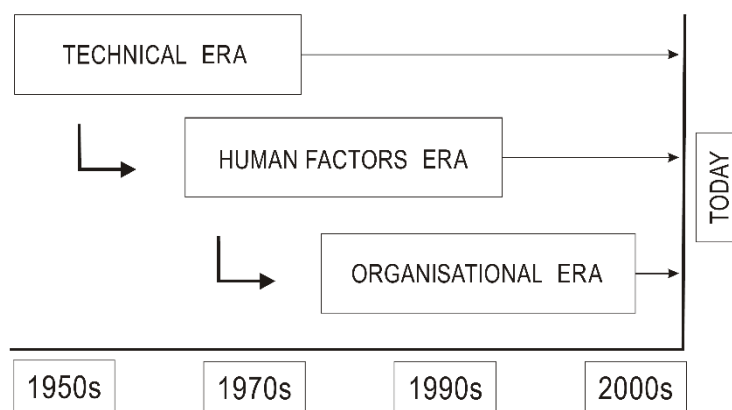 TECHNICAL ERA
HUMAN FACTORS ERA
ORGANISATIONAL ERA
TODAY
1950s
1970s
1990s
2000s